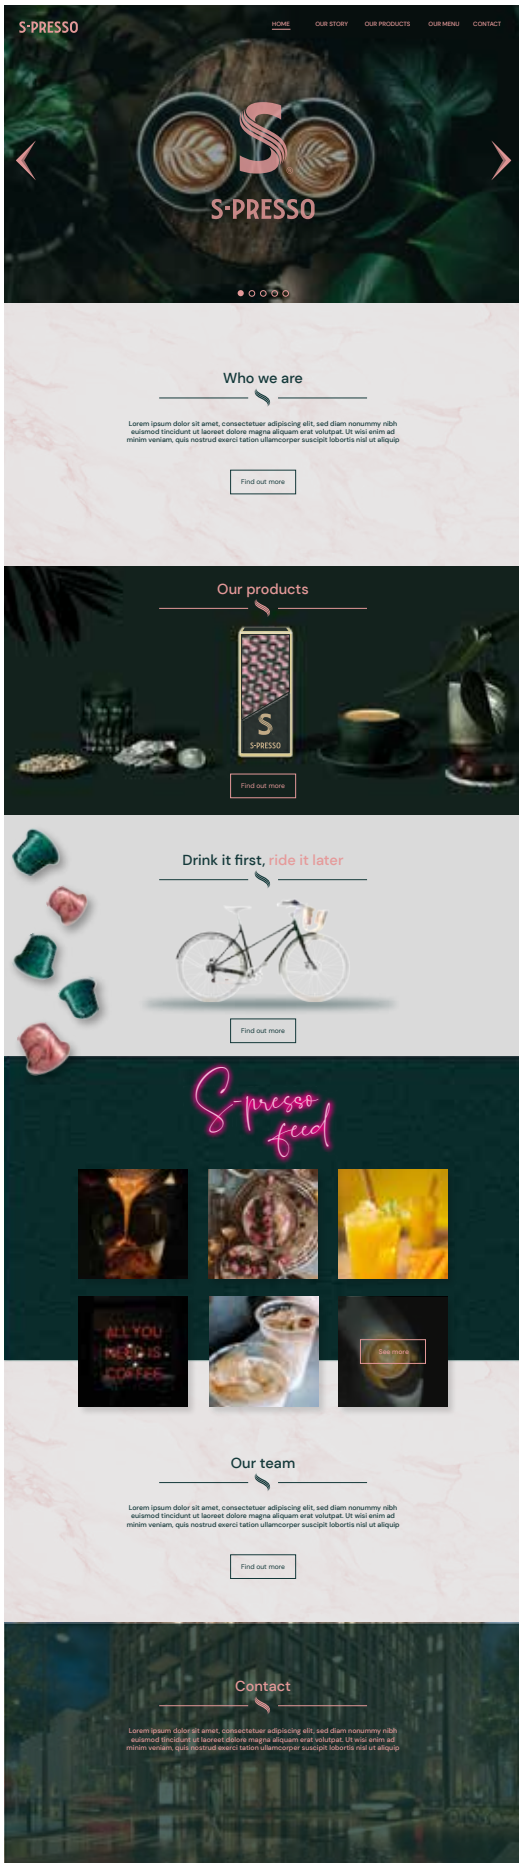 S-PRESSO
HOME OUR STORY OUR PRODUCTS OUR MENU CONTACT
S
S-PRESSO
Who we are
Lorem ipsum dolor sit amet, consectetuer adipiscing elit, sed diam nonummy nibh
euismod tincidunt ut laoreet dolore magna aliquam erat volutpat. Ut wisi enim ad
minim veniam, quis nostrud exerci tation ullamcorper suscipit lobortis nisl ut aliquip
Find out more
Our products
S
S-PRESSO
Find out more
Drink it first, ride it later
Find out more
S-presso
feed
ALL YOU
NEED IS
COFFEE
See more
Our team
Lorem ipsum dolor sit amet, consectetuer adipiscing elit, sed diam nonummy nibh
euismod tincidunt ut laoreet dolore magna aliquam erat volutpat. Ut wisi enim ad
minim veniam, quis nostrud exerci tation ullamcorper suscipit lobortis nisl ut aliquip
Find out more
Contact
Lorem ipsum dolor sit amet, consectetuer adipiscing elit, sed diam nonummy nibh
euismod tincidunt ut laoreet dolore magna aliquam erat volutpat. Ut wisi enim ad
minim veniam, quis nostrud exerci tation ullamcorper suscipit lobortis nisl ut aliquip